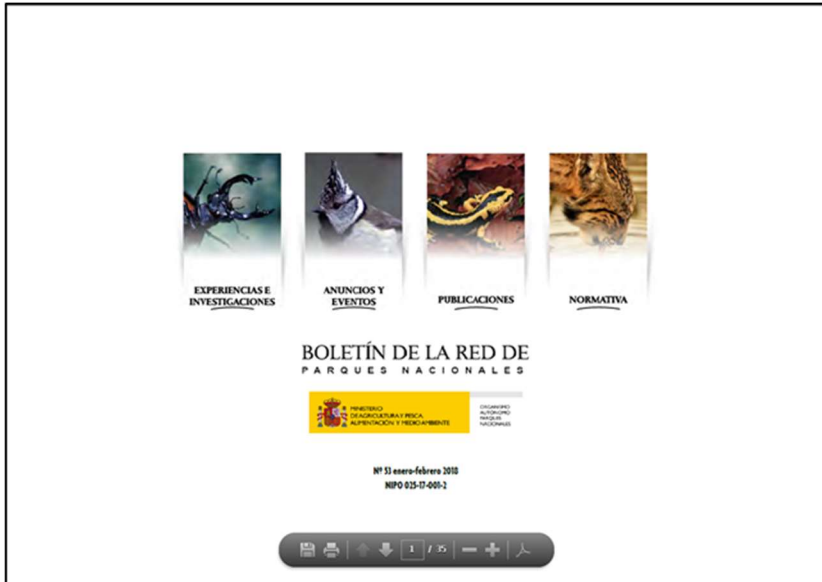 EXPERIENCIAS E
INVESTIGACIONES
ANUNCIOS Y
EVENTOS
PUBLICACIONES
NORMATIVA
BOLETÍN DE LA RED DE
PARQUES NACIONALES
MINISTERIO
DE AGRICULTURA Y PESCA,
ALIMENTACIÓN Y MEDIO AMBIENTE
ORGANISMO
AUTÓNOMO
PARQUES
NACIONALES
Nº 53 enero-febrero 2018
NIPO 025-17-001-2
1 / 35